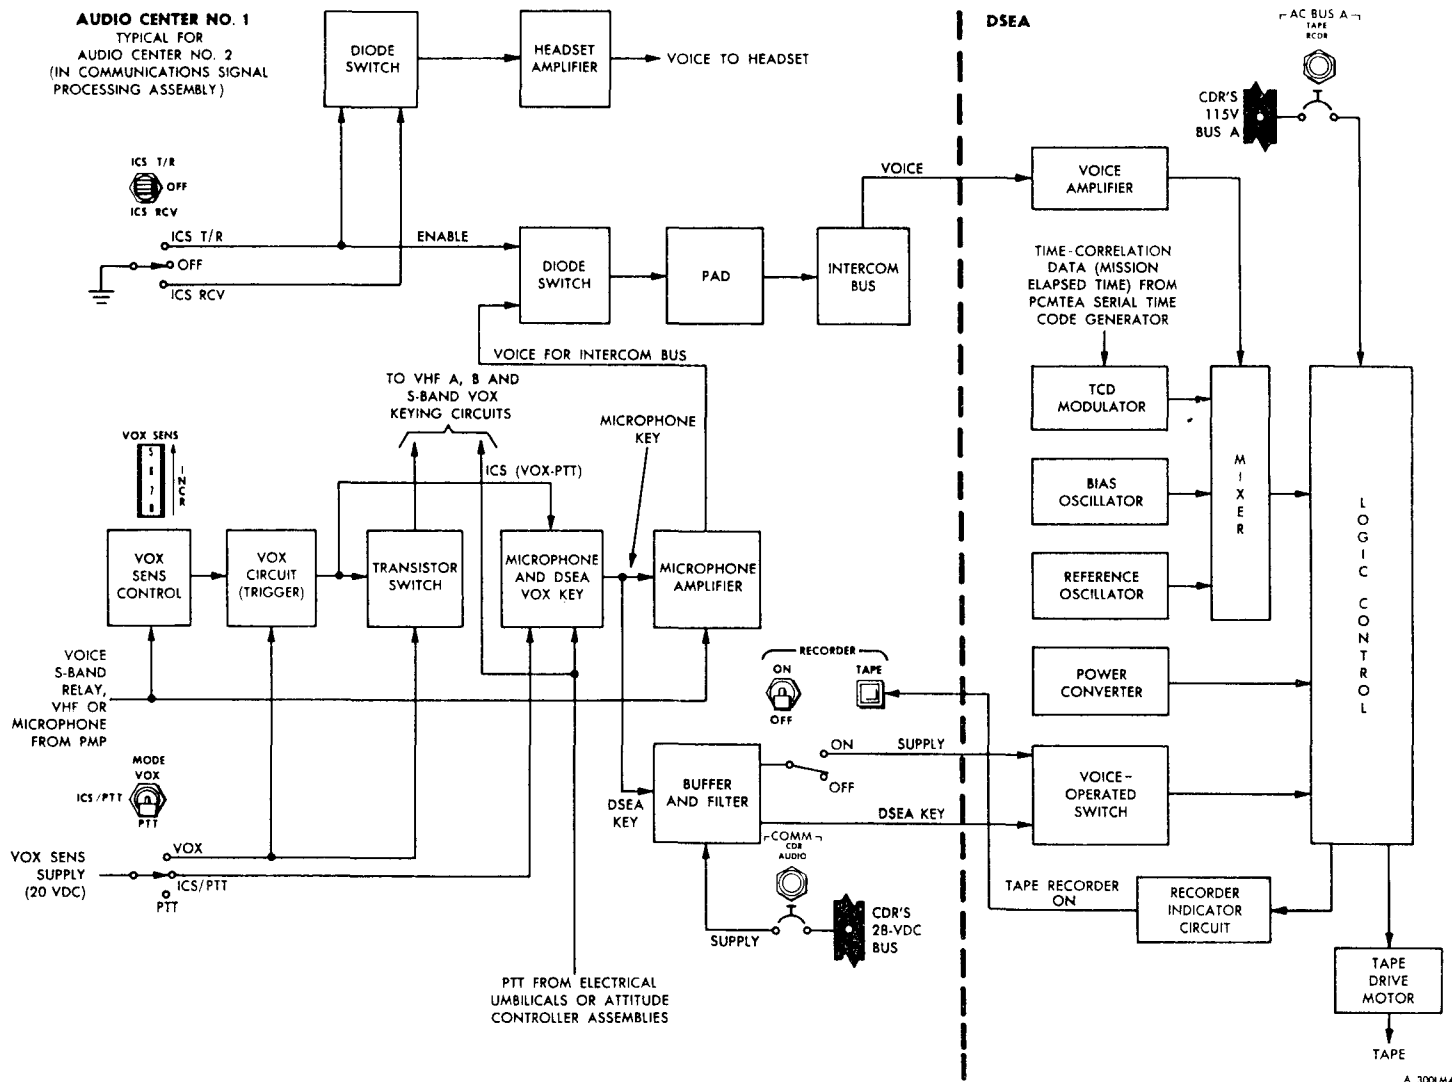 AUDIO CENTER NO. 1
TYPICAL FOR
AUDIO CENTER NO. 2
(IN COMMUNICATIONS SIGNAL
PROCESSING ASSEMBLY)
DIODE
SWITCH
HEADSET
AMPLIFIER
VOICE TO HEADSET
DSEA
AC BUS A
TAPE
RCDR
CDR'S
115V
BUS A
ICS T/R
OFF
ICS RCV
ICS T/R
OFF
ICS RCV
ENABLE
DIODE
SWITCH
PAD
INTERCOM
BUS
VOICE
VOICE
AMPLIFIER
TIME-CORRELATION
DATA (MISSION
ELAPSED TIME) FROM
PCMTEA SERIAL TIME
CODE GENERATOR
VOICE FOR INTERCOM BUS
TO VHF A, B AND
S-BAND VOX
KEYING CIRCUITS
MICROPHONE
KEY
TCD
MODULATOR
BIAS
OSCILLATOR
REFERENCE
OSCILLATOR
MIXER
LOGIC CONTROL
VOX SENS
5
6
7
8
INCR
ICS (VOX-PTT)
VOX
SENS
CONTROL
VOX
CIRCUIT
(TRIGGER)
TRANSISTOR
SWITCH
MICROPHONE
AND DSEA
VOX KEY
MICROPHONE
AMPLIFIER
VOICE
S-BAND
RELAY,
VHF OR
MICROPHONE
FROM PMP
RECORDER
ON
OFF
TAPE
POWER
CONVERTER
MODE
VOX
ICS/PTT
PTT
DSEA
KEY
BUFFER
AND FILTER
ON
OFF
SUPPLY
DSEA KEY
VOICE-
OPERATED
SWITCH
VOX SENS
SUPPLY
(20 VDC)
VOX
ICS/PTT
PTT
COMM
CDR
AUDIO
SUPPLY
CDR'S
28-VDC
BUS
TAPE RECORDER
ON
RECORDER
INDICATOR
CIRCUIT
PTT FROM ELECTRICAL
UMBILICALS OR ATTITUDE
CONTROLLER ASSEMBLIES
TAPE
DRIVE
MOTOR
TAPE